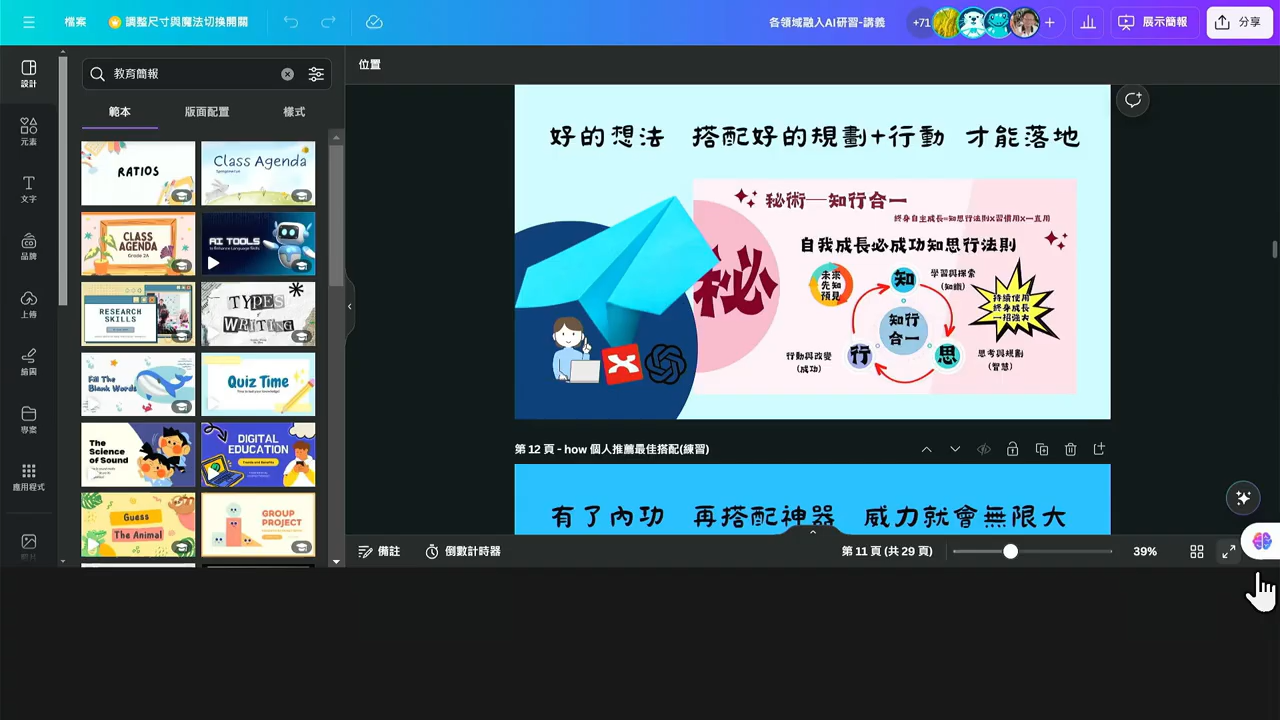 檔案
調整尺寸與魔法切換開關
各領域融入AI研習-講義
+71
展示簡報
分享
設計
元素
文字
品牌
上傳
繪圖
專案
應用程式
教育簡報
範本
版面配置
樣式
RATIOS
Class Agenda
CLASS AGENDA
Grade 2A
AI TOOLS
to Enhance Language Skills
RESEARCH SKILLS
TYPES of WRITING
Fill The Blank Words
Quiz Time
The Science of Sound
DIGITAL EDUCATION
Guess The Animal
GROUP PROJECT
位置
好的想法 搭配好的規劃+行動 才能落地
秘
秘術─知行合一
終身自主成長=知思行法則X習慣用X一直用
自我成長必成功知思行法則
未來先知預見
知
學習與探索
(知識)
知行合一
持續使用
終身成長
一招強大
行動與改變
(成功)
行
思
思考與規劃
(智慧)
第 12 頁 - how 個人推薦最佳搭配(練習)
有了內功 再搭配神器 威力就會無限大
備註
倒數計時器
第 11 頁 (共 29 頁)
39%